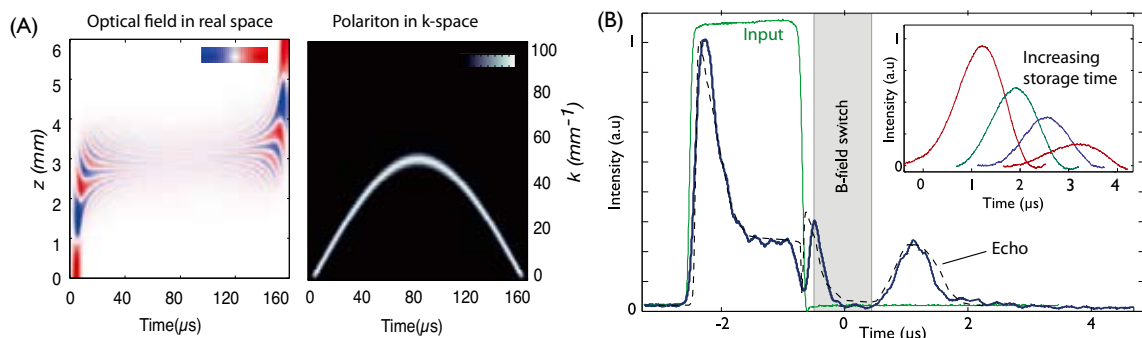 (A)
Optical field in real space
Polariton in k-space
z (mm)
6
5
4
3
2
1
0
0 40 80 120 160
Time(µs)
100
80
60
40
20
0
k (mm⁻¹)
0 40 80 120 160
Time(µs)
(B)
Intensity (a.u)
1
0
Input
B-field switch
Echo
-2 0 2 4
Time (µs)
Intensity (a.u)
1
0
Increasing
storage time
0 1 2 3 4
Time (µs)